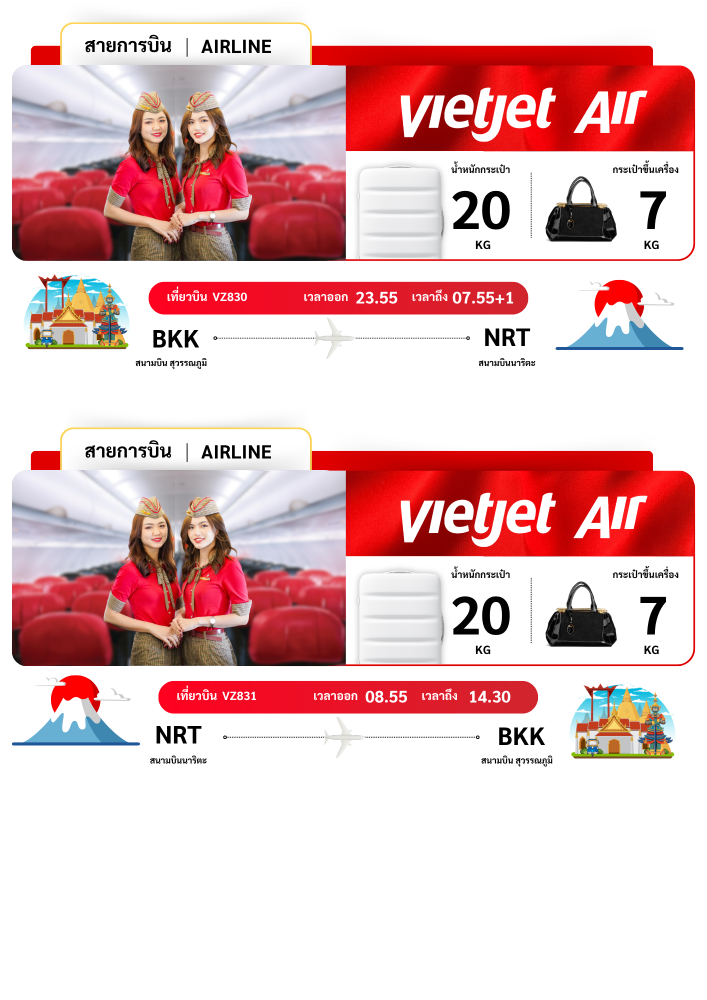 สายการบิน | AIRLINE
vietjet Air
น้ำหนักกระเป๋า
20
KG
กระเป๋าขึ้นเครื่อง
7
KG
เที่ยวบิน VZ830 เวลาออก 23.55 เวลาถึง 07.55+1
BKK
สนามบิน สุวรรณภูมิ
NRT
สนามบินนาริตะ
สายการบิน | AIRLINE
vietjet Air
น้ำหนักกระเป๋า
20
KG
กระเป๋าขึ้นเครื่อง
7
KG
เที่ยวบิน VZ831 เวลาออก 08.55 เวลาถึง 14.30
NRT
สนามบินนาริตะ
BKK
สนามบิน สุวรรณภูมิ